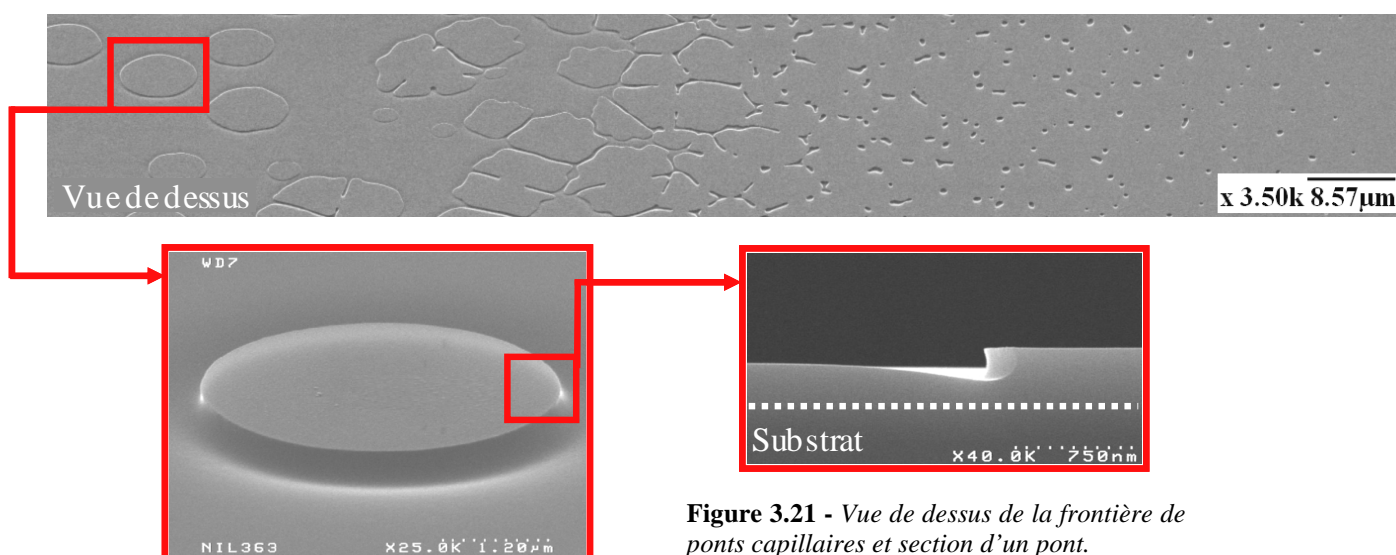 Vue de dessus
x 3.50k 8.57µm
WD7
NIL363 X25.0K 1.20µm
Substrat
X40.0K 750nm
Figure 3.21 - Vue de dessus de la frontière de
ponts capillaires et section d'un pont.